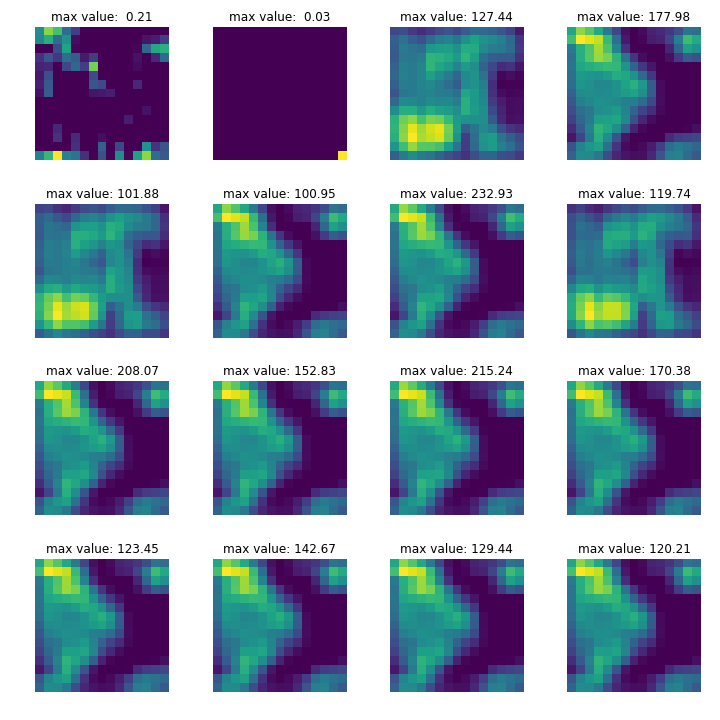 max value:  0.21
max value:  0.03
max value: 127.44
max value: 177.98
max value: 101.88
max value: 100.95
max value: 232.93
max value: 119.74
max value: 208.07
max value: 152.83
max value: 215.24
max value: 170.38
max value: 123.45
max value: 142.67
max value: 129.44
max value: 120.21